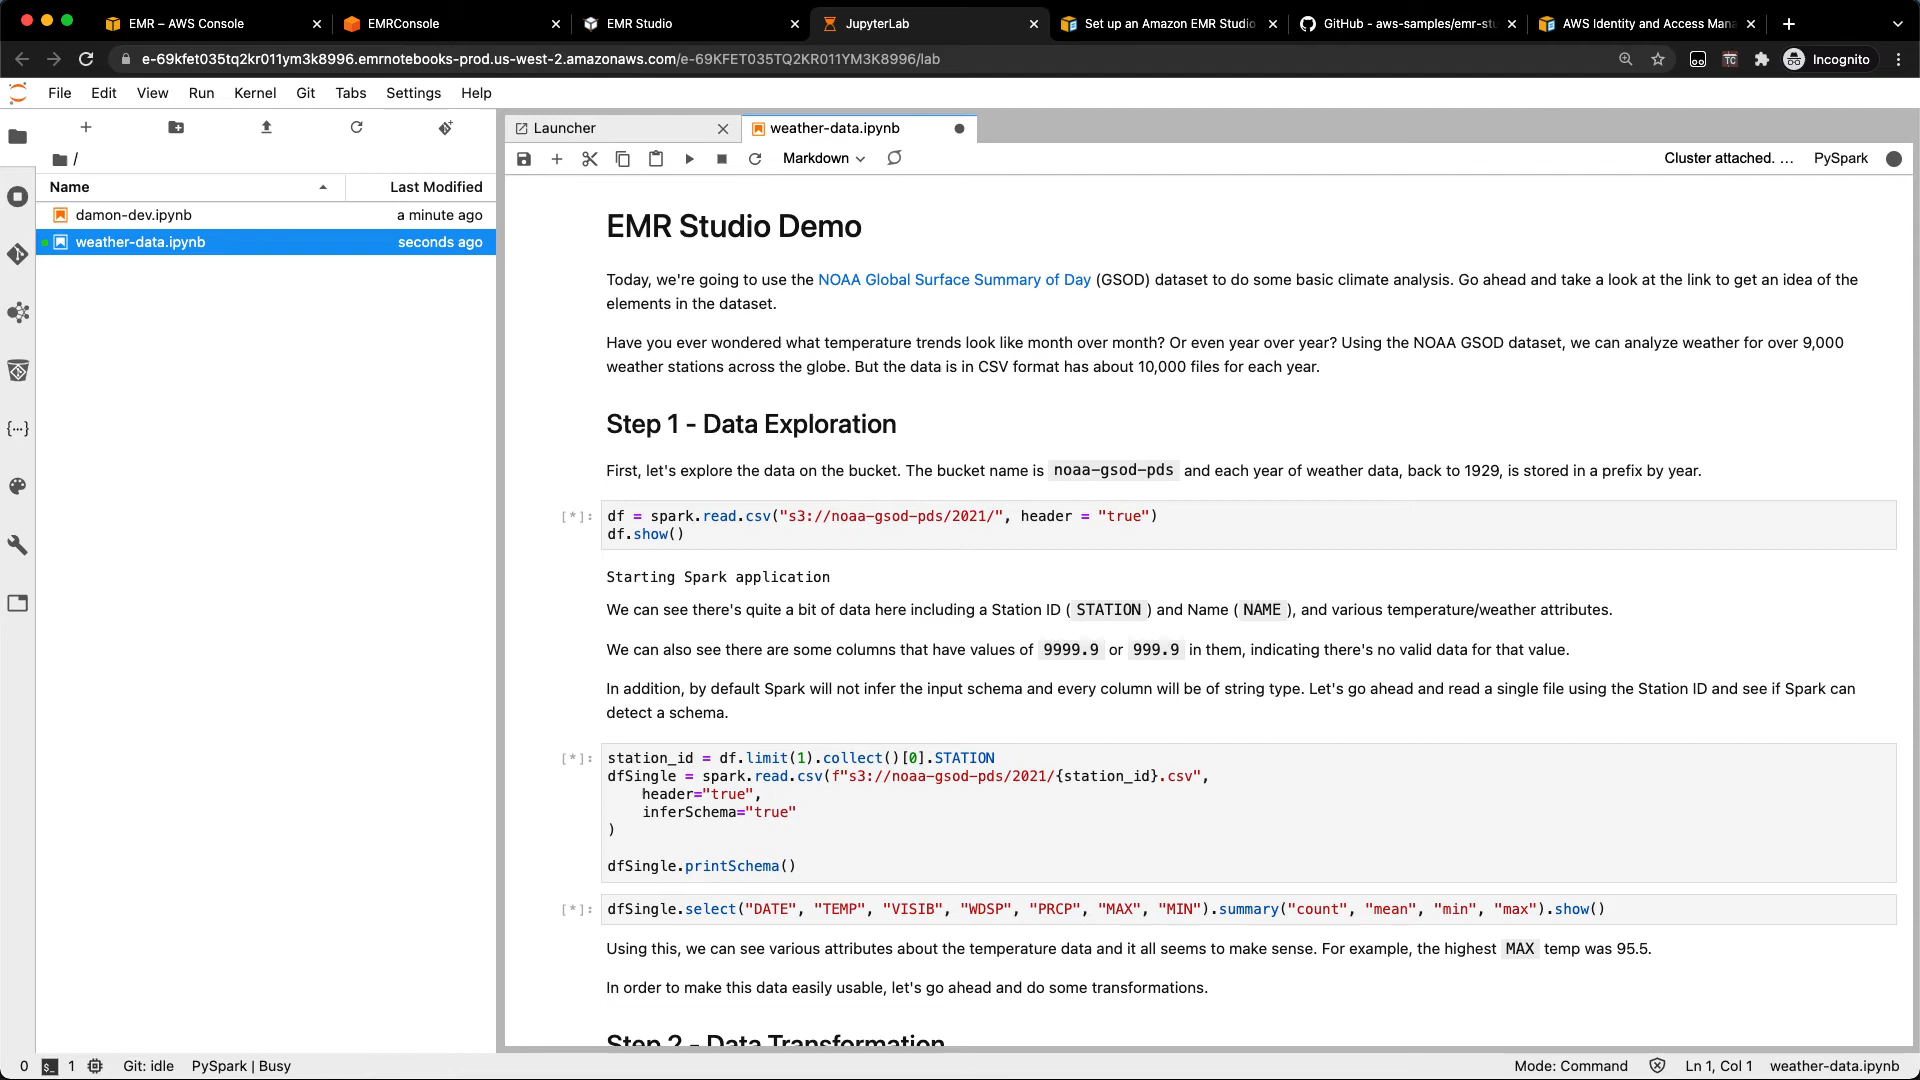 EMR – AWS Console
EMRConsole
EMR Studio
JupyterLab
Set up an Amazon EMR Studio
GitHub - aws-samples/emr-stu
AWS Identity and Access Mana
e-69kfet035tq2kr011ym3k8996.emrnotebooks-prod.us-west-2.amazonaws.com/e-69KFET035TQ2KR011YM3K8996/lab
TC
Incognito
File Edit View Run Kernel Git Tabs Settings Help
Launcher
weather-data.ipynb
/
Markdown
Cluster attached. ...
PySpark
Name Last Modified
damon-dev.ipynb a minute ago
weather-data.ipynb seconds ago
EMR Studio Demo
Today, we're going to use the NOAA Global Surface Summary of Day (GSOD) dataset to do some basic climate analysis. Go ahead and take a look at the link to get an idea of the
elements in the dataset.
Have you ever wondered what temperature trends look like month over month? Or even year over year? Using the NOAA GSOD dataset, we can analyze weather for over 9,000
weather stations across the globe. But the data is in CSV format has about 10,000 files for each year.
Step 1 - Data Exploration
First, let's explore the data on the bucket. The bucket name is noaa-gsod-pds and each year of weather data, back to 1929, is stored in a prefix by year.
[*]: df = spark.read.csv("s3://noaa-gsod-pds/2021/", header = "true")
df.show()
Starting Spark application
We can see there's quite a bit of data here including a Station ID ( STATION ) and Name ( NAME ), and various temperature/weather attributes.
We can also see there are some columns that have values of 9999.9 or 999.9 in them, indicating there's no valid data for that value.
In addition, by default Spark will not infer the input schema and every column will be of string type. Let's go ahead and read a single file using the Station ID and see if Spark can
detect a schema.
[*]: station_id = df.limit(1).collect()[0].STATION
dfSingle = spark.read.csv(f"s3://noaa-gsod-pds/2021/{station_id}.csv",
header="true",
inferSchema="true"
)
dfSingle.printSchema()
[*]: dfSingle.select("DATE", "TEMP", "VISIB", "WDSP", "PRCP", "MAX", "MIN").summary("count", "mean", "min", "max").show()
Using this, we can see various attributes about the temperature data and it all seems to make sense. For example, the highest MAX temp was 95.5.
In order to make this data easily usable, let's go ahead and do some transformations.
Step 2 - Data Transformation
0 1 Git: idle PySpark | Busy
Mode: Command Ln 1, Col 1 weather-data.ipynb